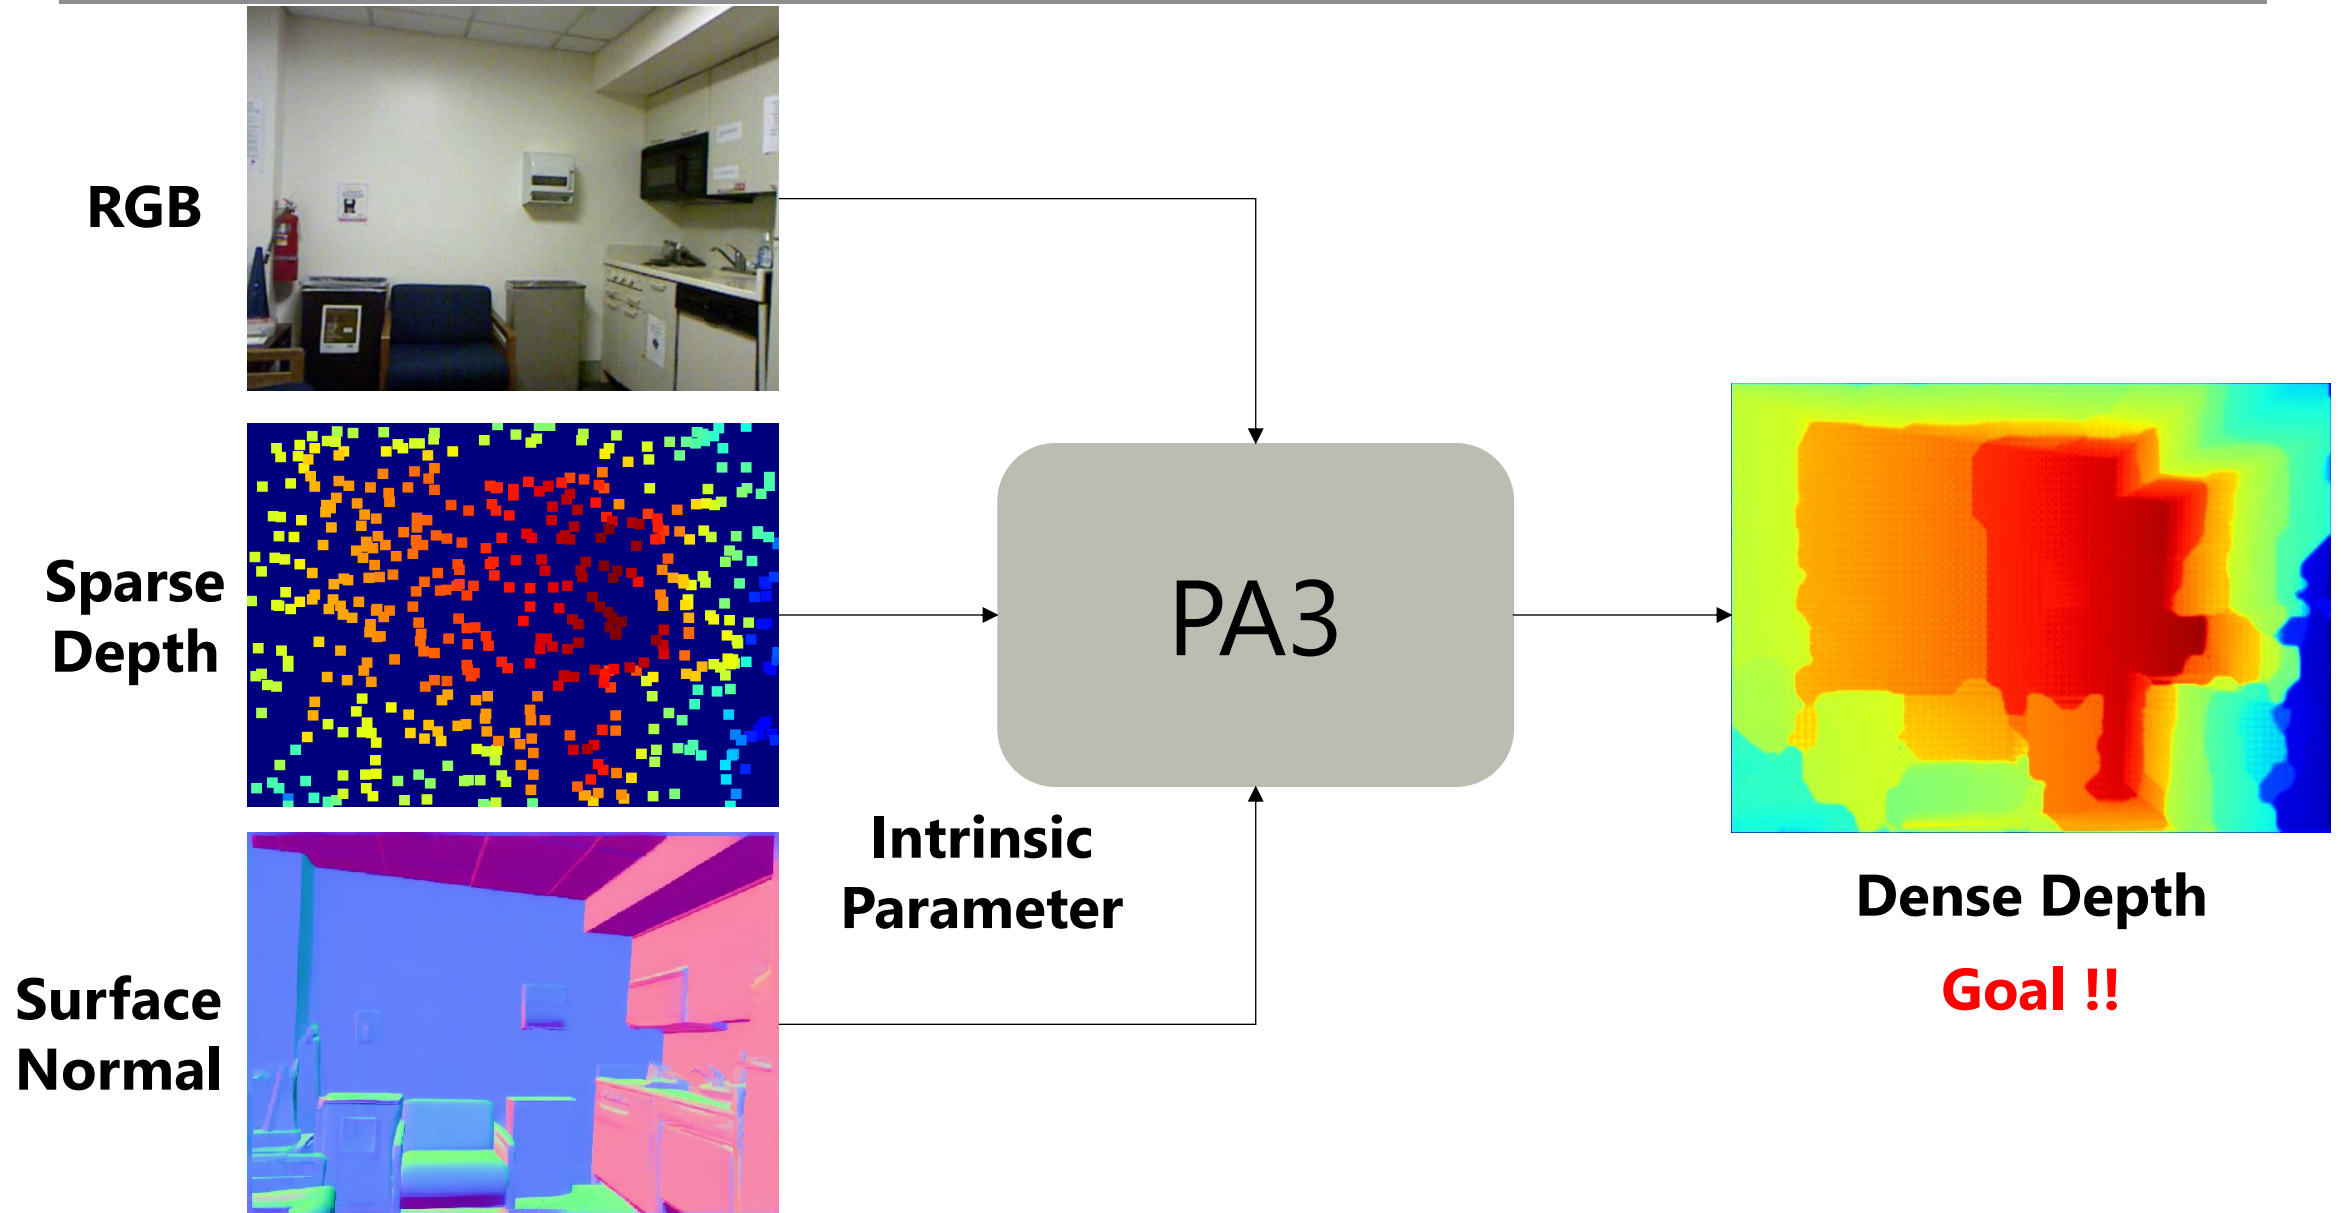 RGB
Sparse
Depth
Surface
Normal
PA3
Intrinsic
Parameter
Dense Depth
Goal !!